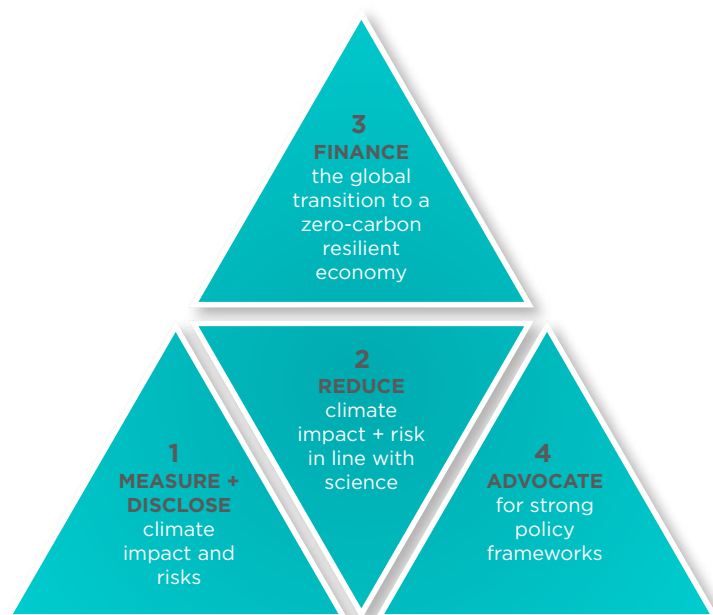 3
FINANCE
the global
transition to a
zero-carbon
resilient
economy
1
MEASURE +
DISCLOSE
climate
impact and
risks
2
REDUCE
climate
impact + risk
in line with
science
4
ADVOCATE
for strong
policy
frameworks